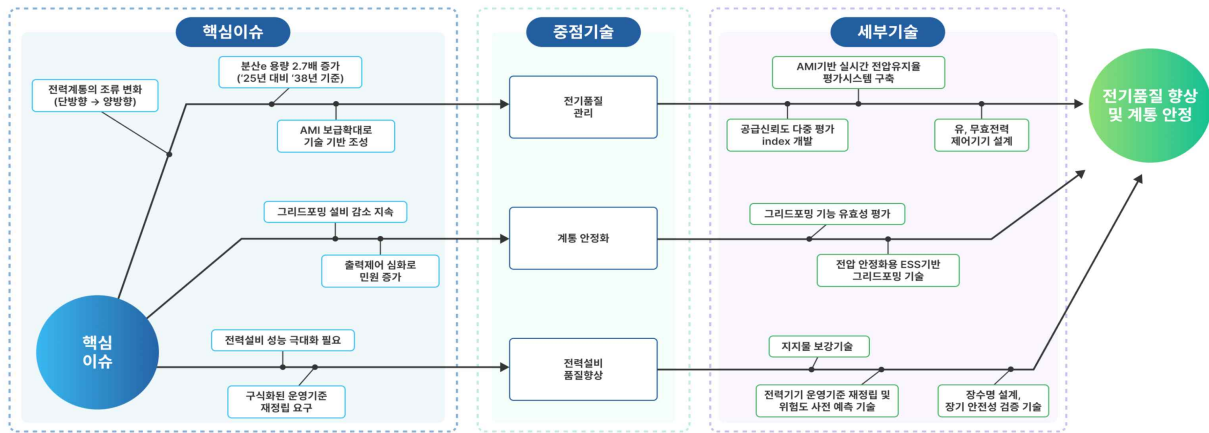 핵심이슈
중점기술
세부기술
전력계통의 조류 변화
(단방향 → 양방향)
분산e 용량 2.7배 증가
('25년 대비 '38년 기준)
AMI 보급확대로
기술 기반 조성
전기품질
관리
AMI기반 실시간 전압유지율
평가시스템 구축
공급신뢰도 다중 평가
index 개발
유, 무효전력
제어기기 설계
전기품질 향상
및 계통 안정
그리드포밍 설비 감소 지속
출력제어 심화로
민원 증가
계통 안정화
그리드포밍 기능 유효성 평가
전압 안정화용 ESS기반
그리드포밍 기술
핵심
이슈
전력설비 성능 극대화 필요
구식화된 운영기준
재정립 요구
전력설비
품질향상
지지물 보강기술
전력기기 운영기준 재정립 및
위험도 사전 예측 기술
장수명 설계,
장기 안전성 검증 기술